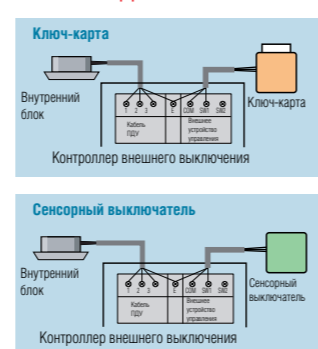 Ключ-карта
Внутренний
блок
Ключ-карта
1 2 3 E COM SW1 SW2
Кабель
ПДУ
Внешнее
устройство
управления
Контроллер внешнего выключения
Сенсорный выключатель
Внутренний
блок
Сенсорный
выключатель
1 2 3 E COM SW1 SW2
Кабель
ПДУ
Внешнее
устройство
управления
Контроллер внешнего выключения